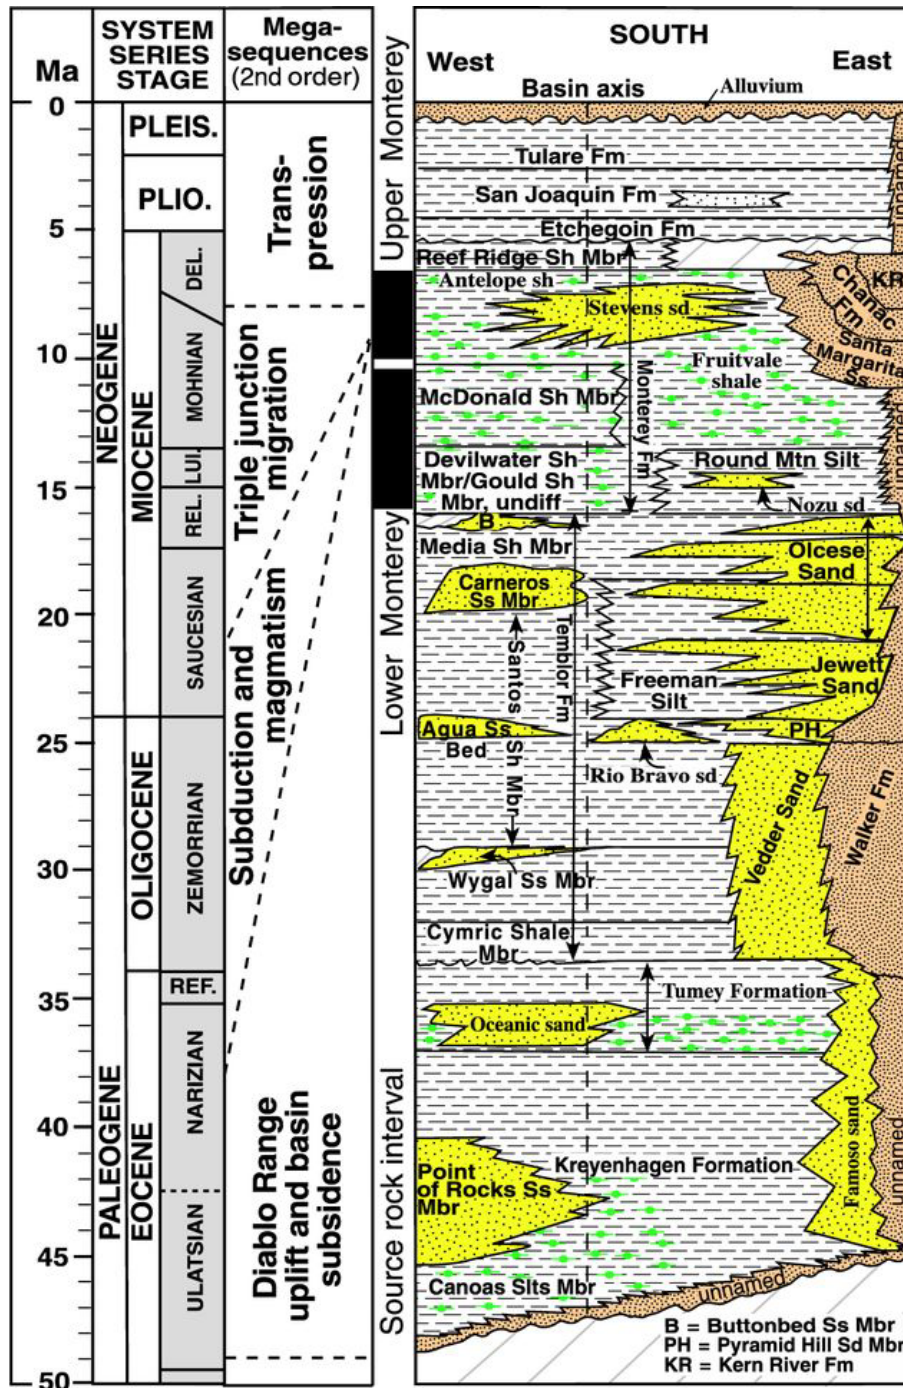 Ma
SYSTEM
SERIES
STAGE
Mega-
sequences
(2nd order)
SOUTH
West
East
Basin axis
Alluvium
0
5
10
15
20
25
30
35
40
45
50
NEOGENE
PALEOGENE
PLEIS.
PLIO.
MIOCENE
OLIGOCENE
EOCENE
DEL.
MOHNIAN
LUI.
REL.
SAUCESIAN
ZEMORRIAN
REF.
NARIZIAN
ULATSIAN
Trans-
pression
Triple junction
migration
Subduction and
magmatism
Diablo Range
uplift and basin
subsidence
Upper Monterey
Lower Monterey
Source rock interval
Tulare Fm
San Joaquin Fm
Etchegoin Fm
unnamed
Reef Ridge Sh Mbr
Antelope sh
Stevens sd
Chanac
Fm
KR
Santa
Margarita
Ss
Fruitvale
shale
McDonald Sh Mbr
Monterey Fm
Devilwater Sh
Mbr/Gould Sh
Mbr, undiff
Round Mtn Silt
Nozu sd
unnamed
B
Media Sh Mbr
Olcese
Sand
Carneros
Ss Mbr
Temblor Fm
Santos Sh Mbr
Freeman
Silt
Jewett
Sand
Agua Ss
Bed
PH
Rio Bravo sd
Vedder Sand
Walker Fm
Wygal Ss Mbr
Cymric Shale
Mbr
Tumey Formation
Oceanic sand
Famoso sand
unnamed
Kreyenhagen Formation
Point
of Rocks Ss
Mbr
Canoas Slts Mbr
unnamed
B = Buttonbed Ss Mbr
PH = Pyramid Hill Sd Mbr
KR = Kern River Fm